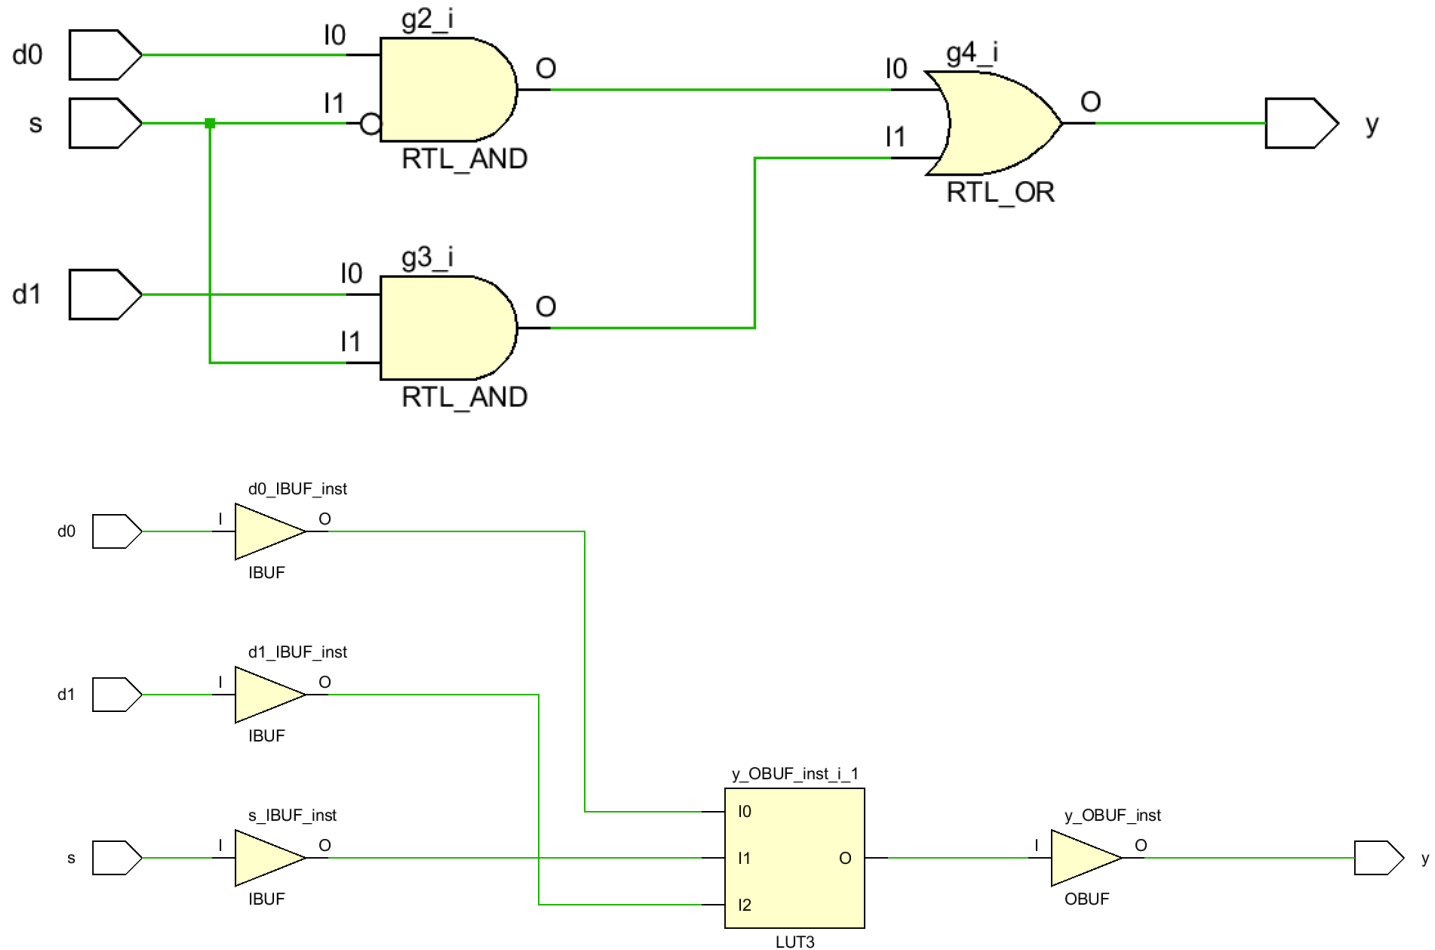 g2_i
d0
I0
O
s
I1
RTL_AND
g4_i
I0
I1
O
y
RTL_OR
g3_i
d1
I0
I1
O
RTL_AND
d0_IBUF_inst
d0
I
O
IBUF
d1_IBUF_inst
d1
I
O
IBUF
s_IBUF_inst
s
I
O
IBUF
y_OBUF_inst_i_1
I0
I1
O
I2
LUT3
y_OBUF_inst
I
O
y
OBUF